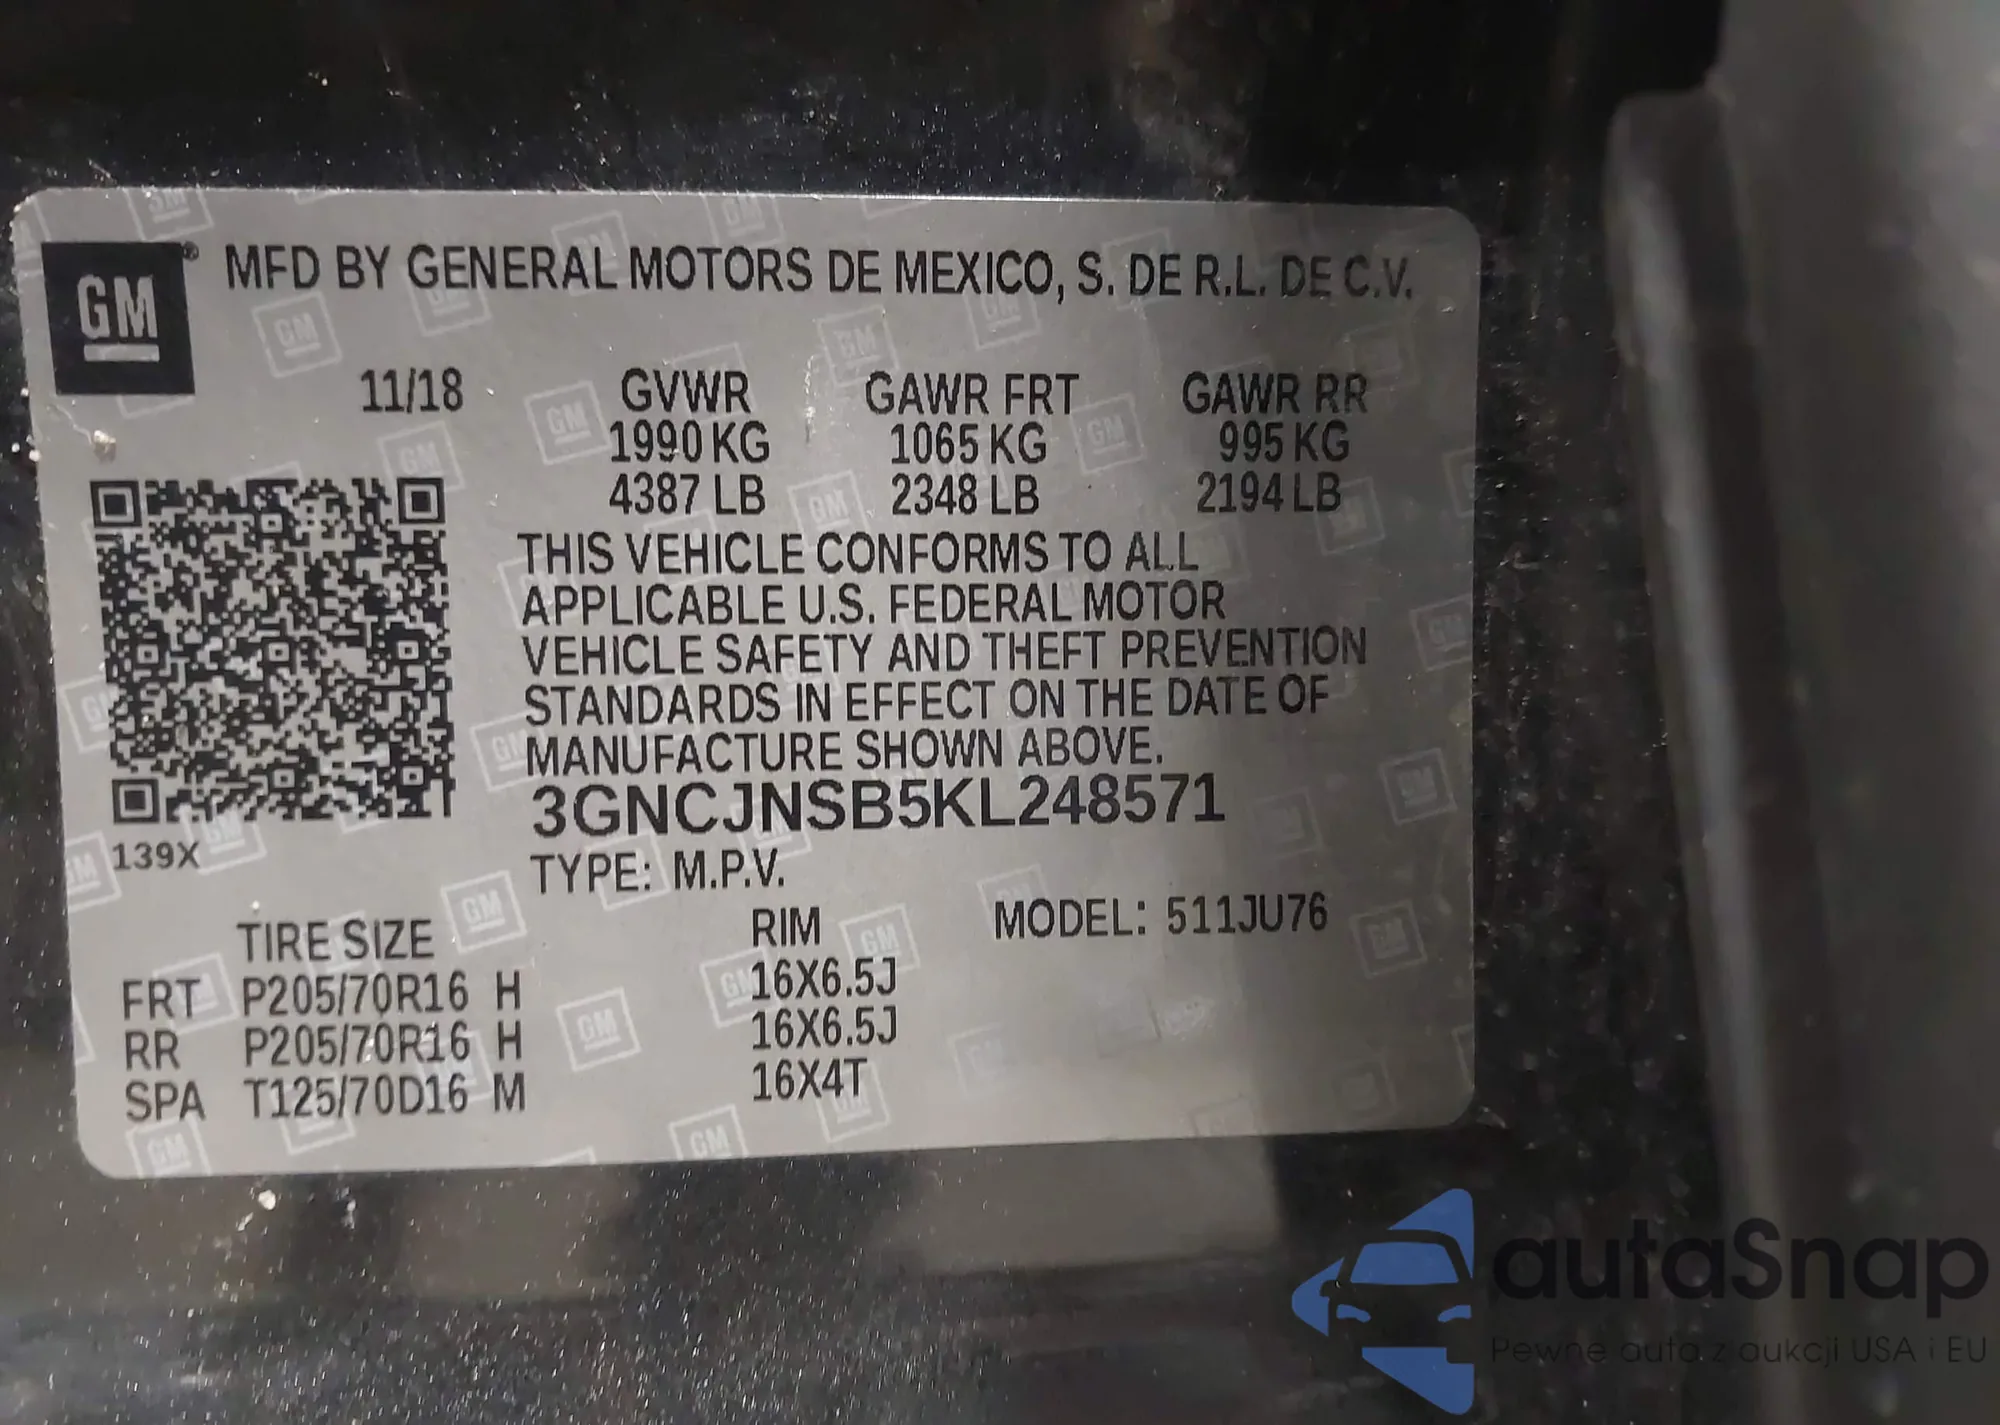 GM
® MFD BY GENERAL MOTORS DE MEXICO, S. DE R.L. DE C.V.
11/18 GVWR GAWR FRT GAWR RR
1990 KG 1065 KG 995 KG
4387 LB 2348 LB 2194 LB
THIS VEHICLE CONFORMS TO ALL
APPLICABLE U.S. FEDERAL MOTOR
VEHICLE SAFETY AND THEFT PREVENTION
STANDARDS IN EFFECT ON THE DATE OF
MANUFACTURE SHOWN ABOVE.
3GNCJNSB5KL248571
139X
TYPE: M.P.V.
TIRE SIZE RIM MODEL: 511JU76
FRT P205/70R16 H 16X6.5J
RR P205/70R16 H 16X6.5J
SPA T125/70D16 M 16X4T
autaSnap
Pewne auta z aukcji USA i EU